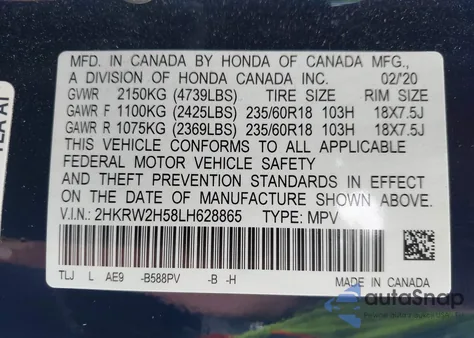 MFD. IN CANADA BY HONDA OF CANADA MFG.,
A DIVISION OF HONDA CANADA INC. 02/'20
GVWR 2150KG (4739LBS) TIRE SIZE RIM SIZE
GAWR F 1100KG (2425LBS) 235/60R18 103H 18X7.5J
GAWR R 1075KG (2369LBS) 235/60R18 103H 18X7.5J
THIS VEHICLE CONFORMS TO ALL APPLICABLE
FEDERAL MOTOR VEHICLE SAFETY
AND THEFT PREVENTION STANDARDS IN EFFECT
ON THE DATE OF MANUFACTURE SHOWN ABOVE.
V.I.N.: 2HKRW2H58LH628865 TYPE: MPV
TLJ L AE9 -B588PV -B -H
MADE IN CANADA
autoSnap